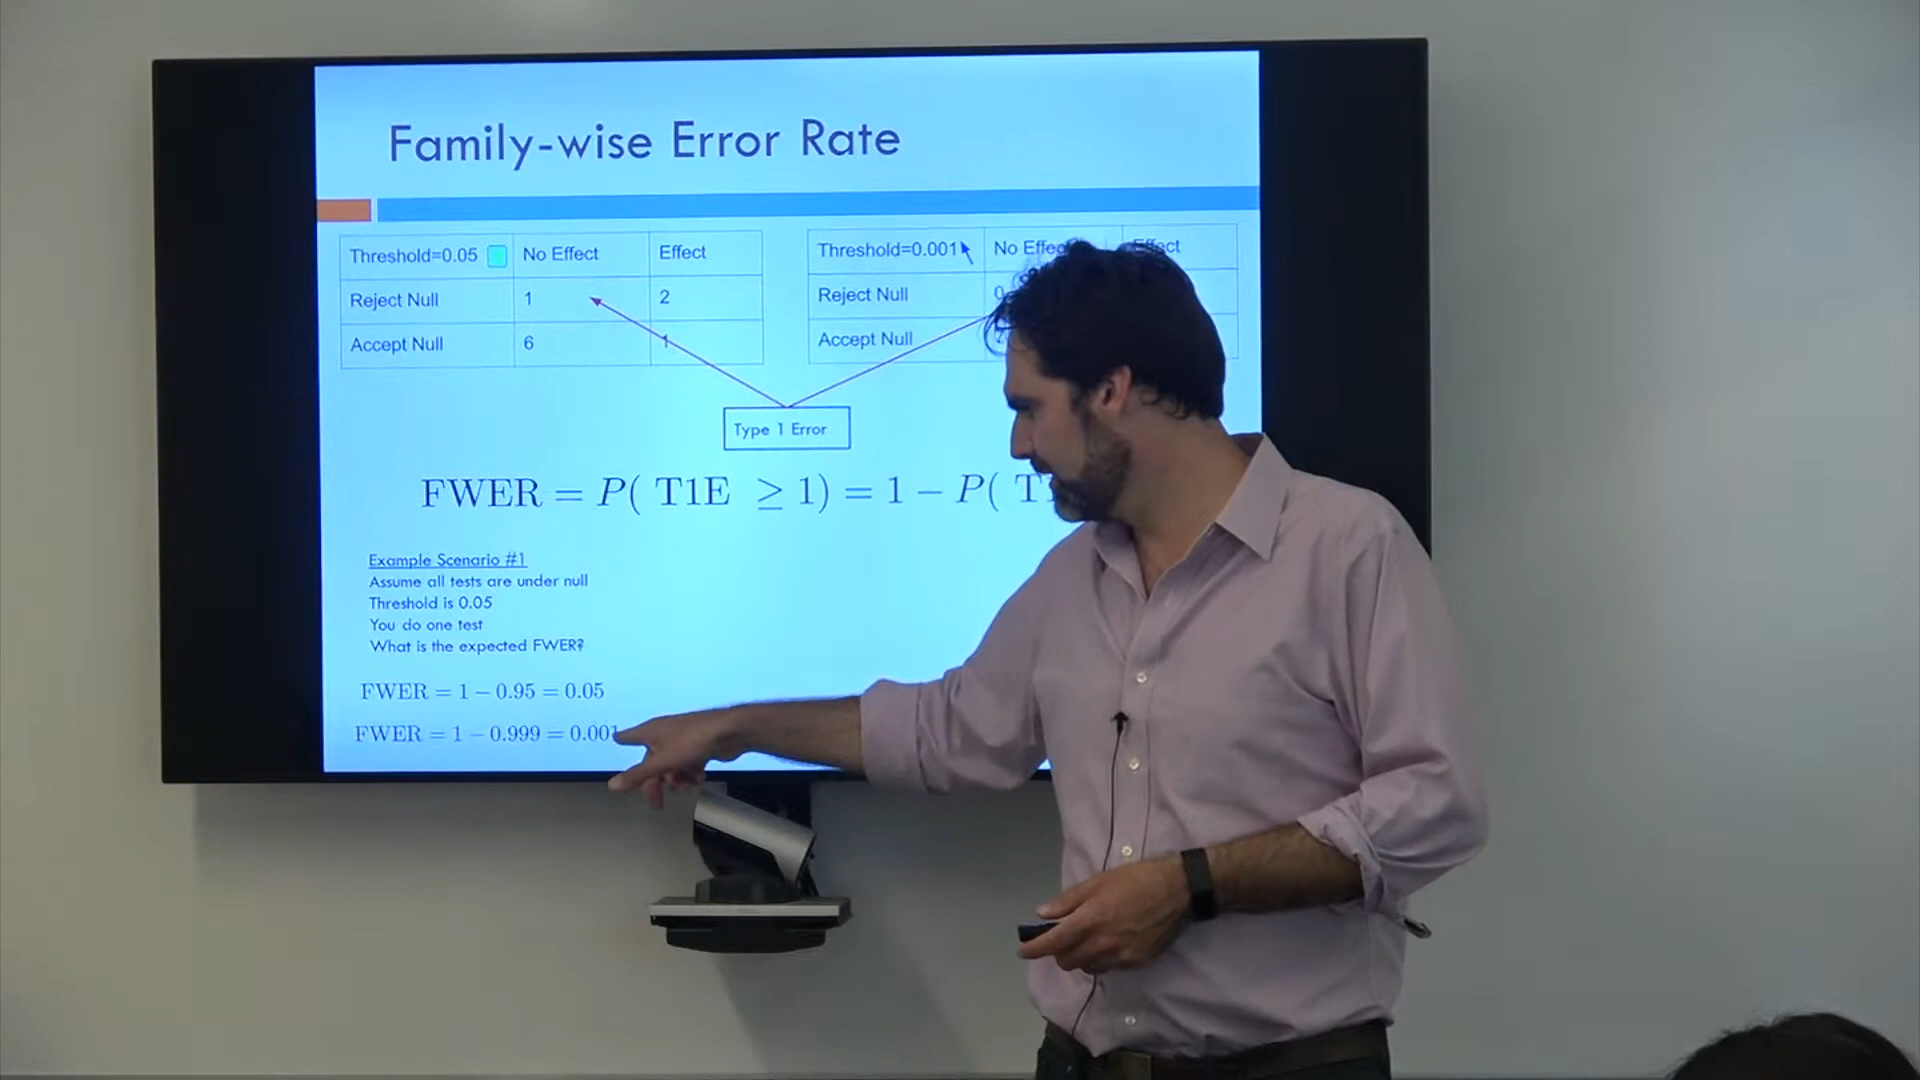 Family-wise Error Rate
Threshold=0.05 No Effect Effect
Reject Null 1 2
Accept Null 6 1
Threshold=0.001 No Effect Effect
Reject Null 0
Accept Null
Type 1 Error
FWER = P( T1E ≥ 1) = 1 − P(
Example Scenario #1
Assume all tests are under null
Threshold is 0.05
You do one test
What is the expected FWER?
FWER = 1 − 0.95 = 0.05
FWER = 1 − 0.999 = 0.001